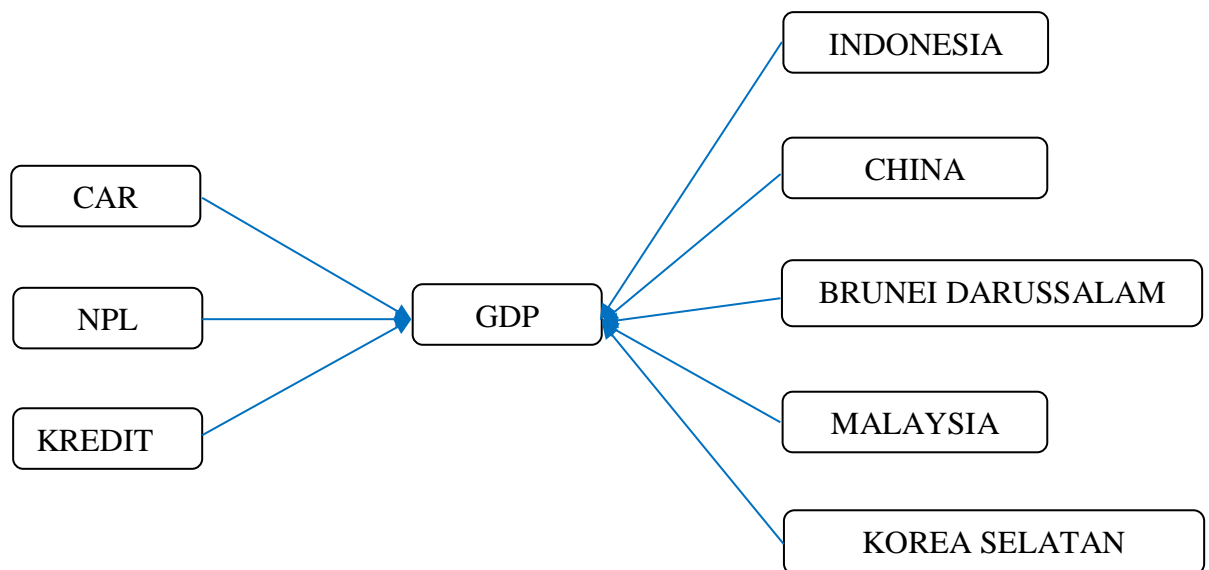 CAR
NPL
KREDIT
GDP
INDONESIA
CHINA
BRUNEI DARUSSALAM
MALAYSIA
KOREA SELATAN